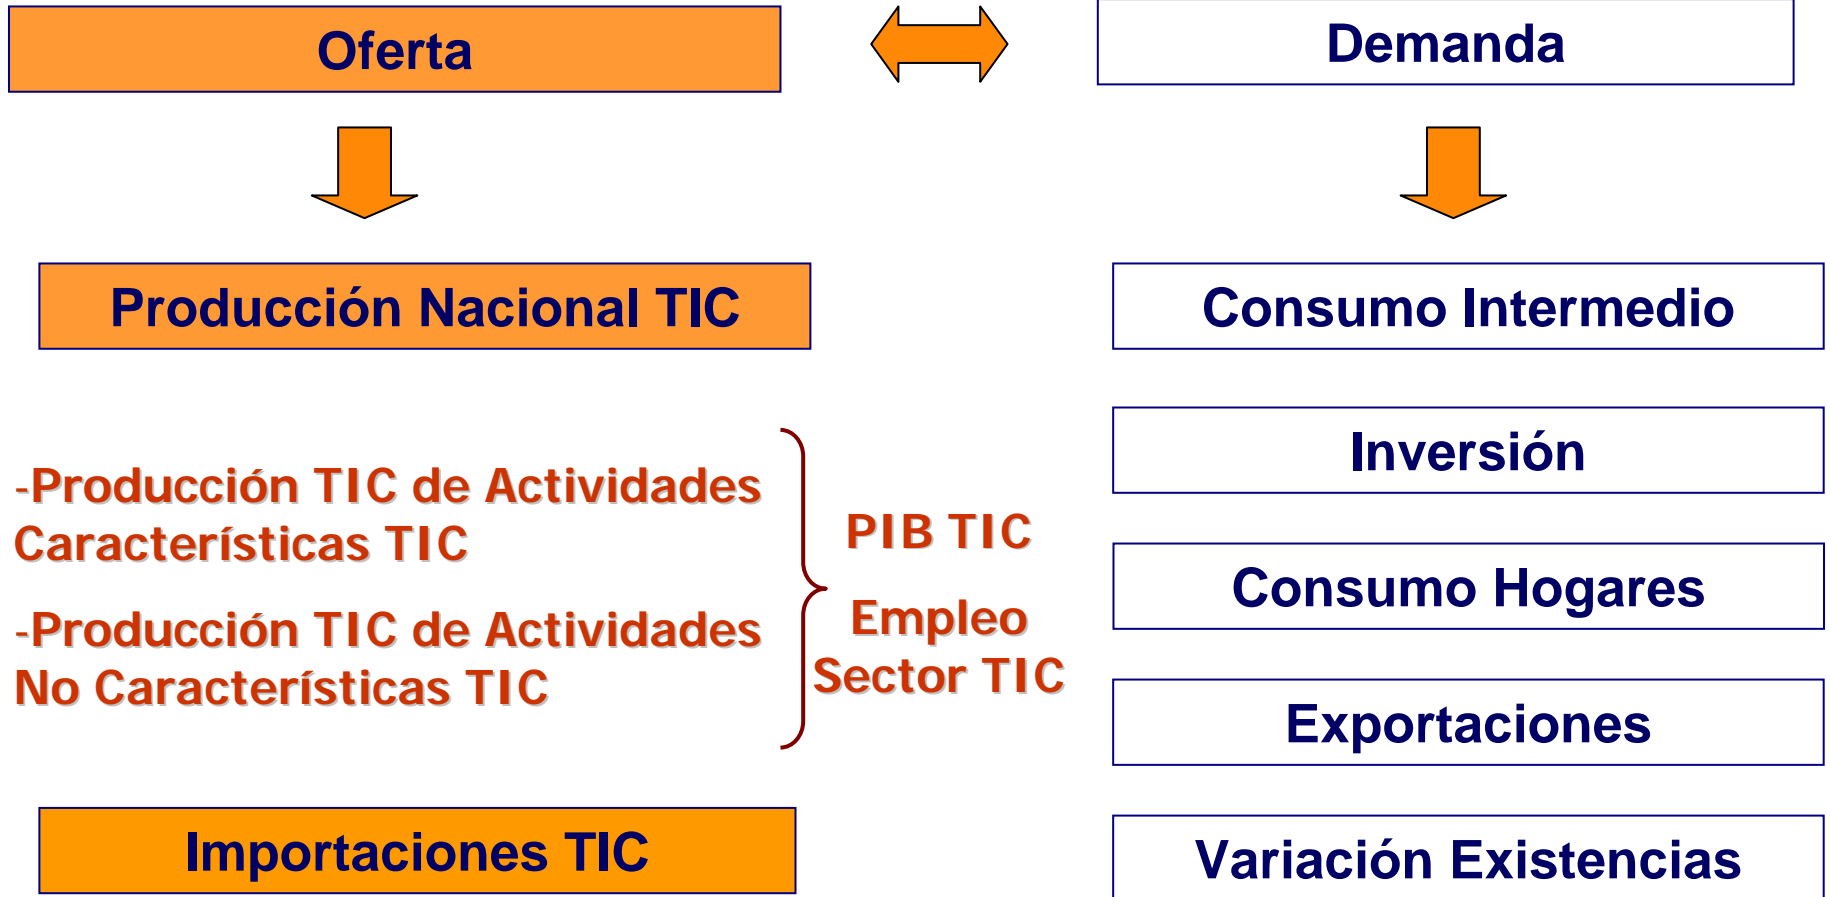 Oferta
Demanda
Producción Nacional TIC
-Producción TIC de Actividades
Características TIC
-Producción TIC de Actividades
No Características TIC
PIB TIC
Empleo
Sector TIC
Importaciones TIC
Consumo Intermedio
Inversión
Consumo Hogares
Exportaciones
Variación Existencias